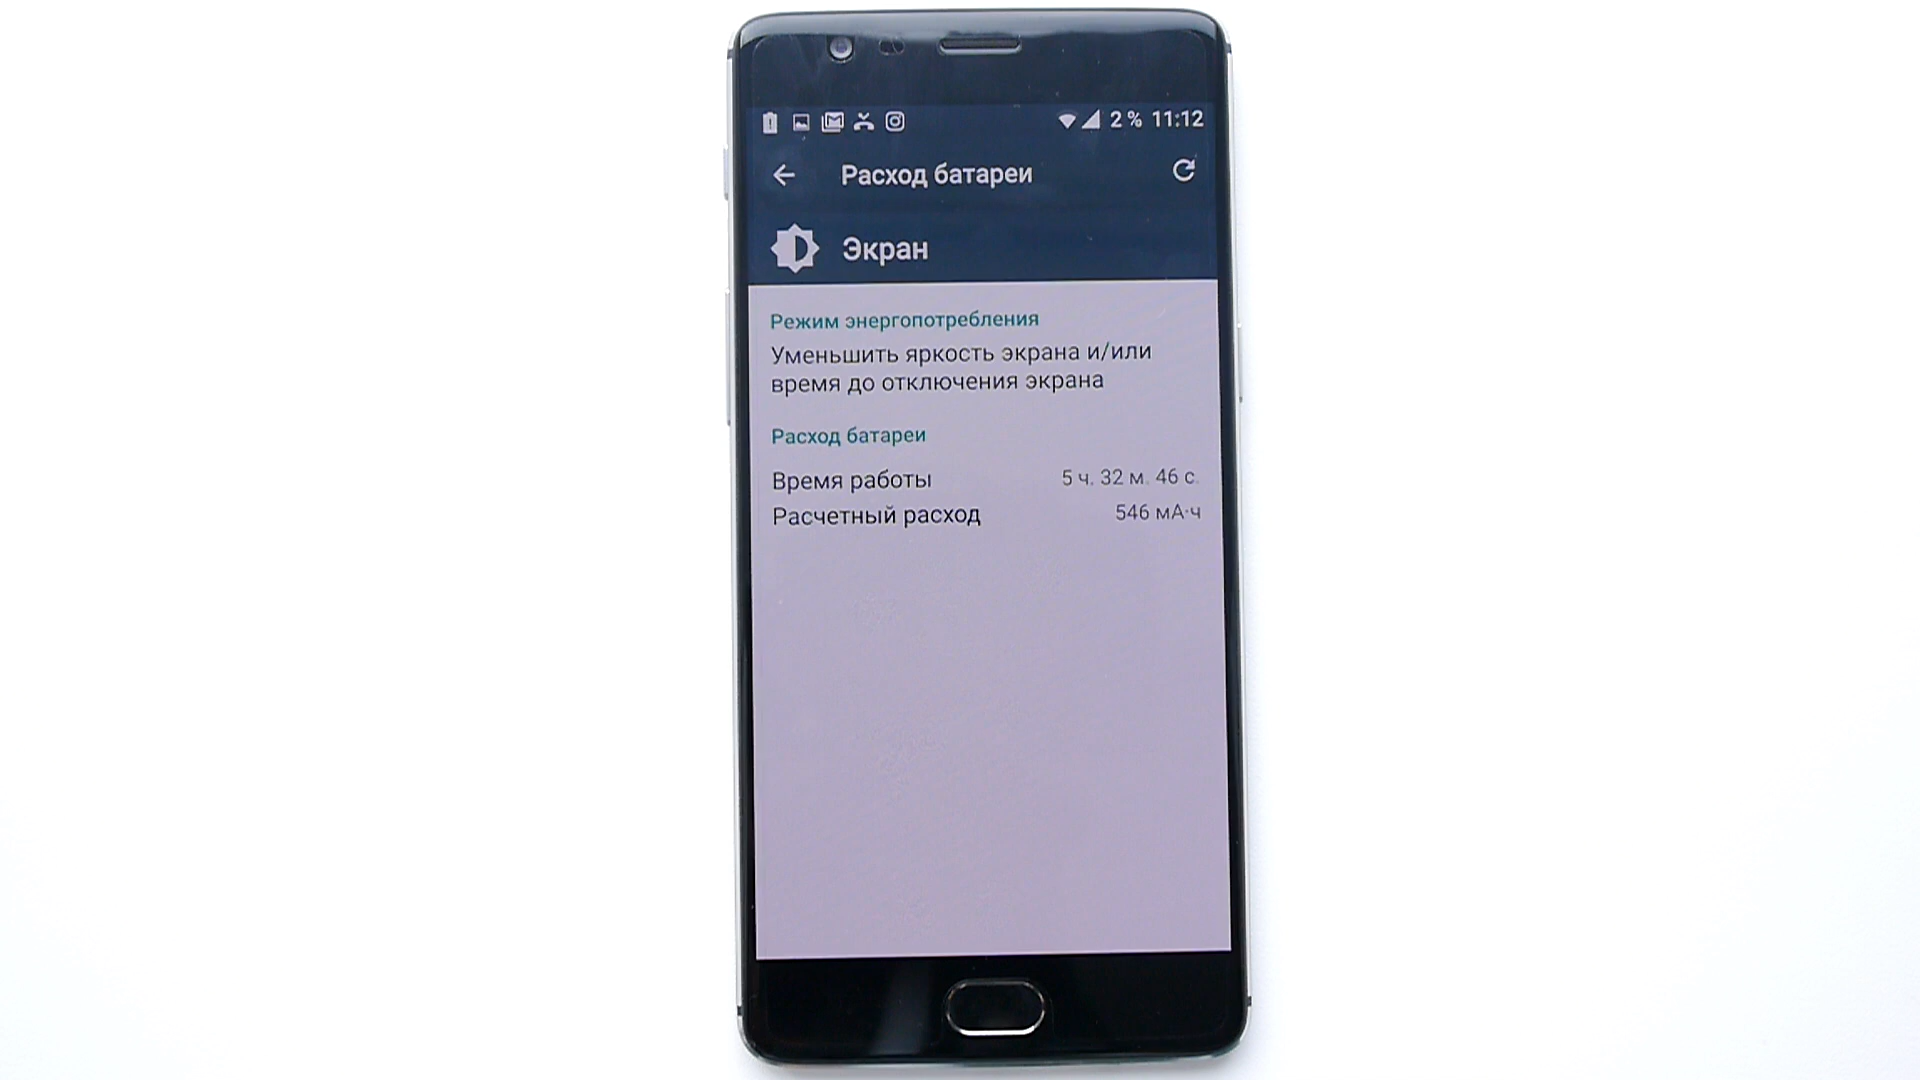 2 % 11:12
Расход батареи
Экран
Режим энергопотребления
Уменьшить яркость экрана и/или
время до отключения экрана
Расход батареи
Время работы 5 ч. 32 м. 46 с.
Расчетный расход 546 мА·ч